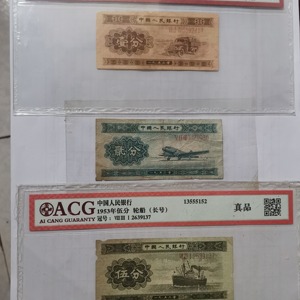 中国人民银行
壹分
中国人民银行
贰分
ACG
AI CANG GUARANTEE
中国人民银行
1953年伍分 轮船（长号）
冠号：VIII I 2639137
13555152
真品
中国人民银行
伍分